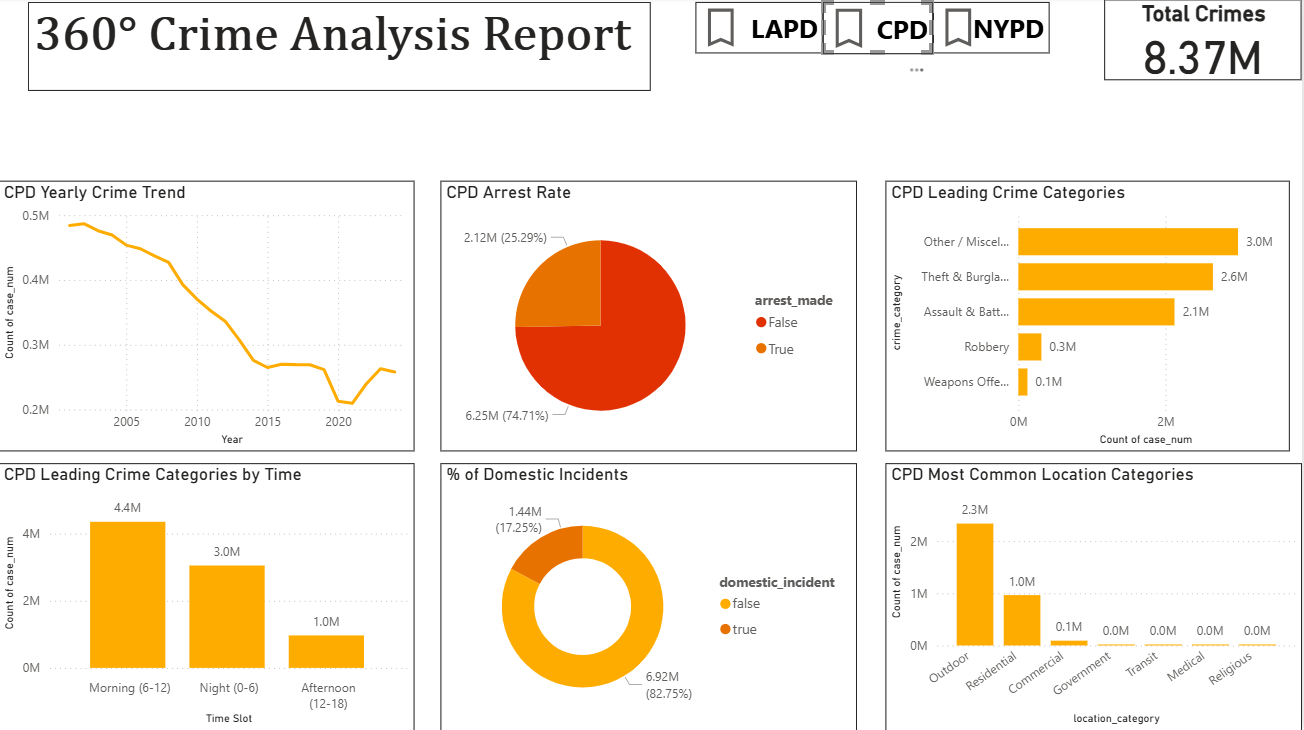 360° Crime Analysis Report
LAPD
CPD
NYPD
Total Crimes
8.37M
CPD Yearly Crime Trend
0.5M
0.4M
0.3M
0.2M
Count of case_num
2005 2010 2015 2020
Year
CPD Arrest Rate
2.12M (25.29%)
6.25M (74.71%)
arrest_made
False
True
CPD Leading Crime Categories
crime_category
Other / Miscel... 3.0M
Theft & Burgla... 2.6M
Assault & Batt... 2.1M
Robbery 0.3M
Weapons Offe... 0.1M
0M 2M
Count of case_num
CPD Leading Crime Categories by Time
Count of case_num
4M
2M
0M
4.4M
3.0M
1.0M
Morning (6-12)
Night (0-6)
Afternoon
(12-18)
Time Slot
% of Domestic Incidents
1.44M
(17.25%)
6.92M
(82.75%)
domestic_incident
false
true
CPD Most Common Location Categories
Count of case_num
2M
1M
0M
2.3M
1.0M
0.1M
0.0M
0.0M
0.0M
0.0M
Outdoor
Residential
Commercial
Government
Transit
Medical
Religious
location_category